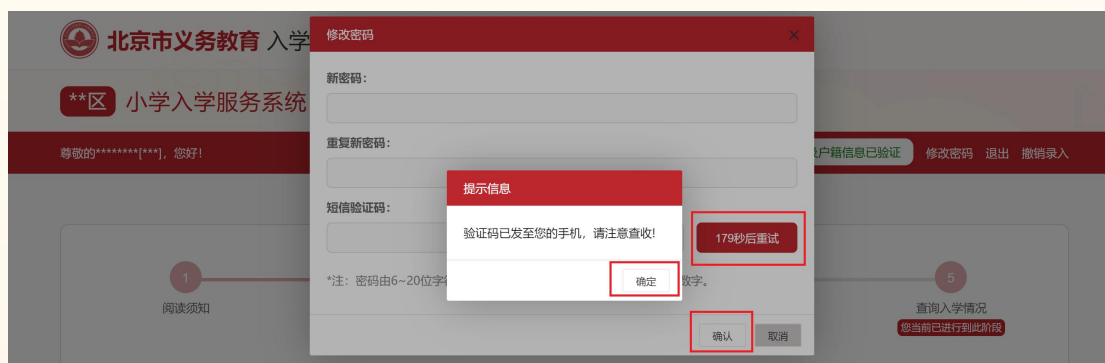 北京市义务教育 入学
修改密码
×
新密码:
**区 小学入学服务系统
重复新密码:
尊敬的********[***], 您好!
户籍信息已验证 修改密码 退出 撤销录入
提示信息
短信验证码:
验证码已发至您的手机, 请注意查收!
179秒后重试
*注: 密码由6~20位字
数字。
确定
1
阅读须知
5
查询入学情况
您当前已进行到此阶段
确认 取消